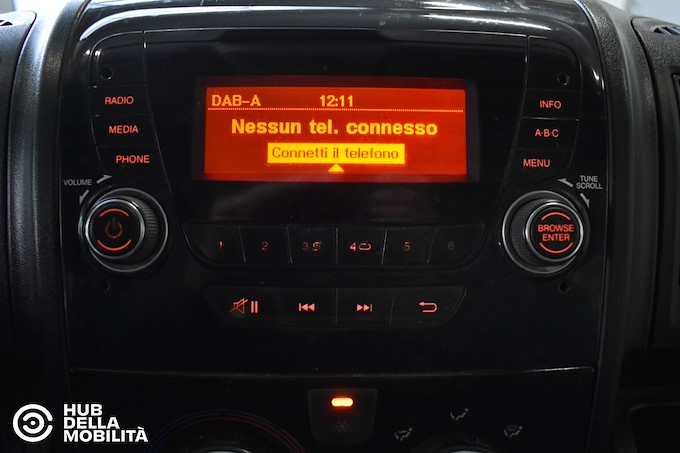 DAB-A 12:11
Nessun tel. connesso
Connetti il telefono
RADIO
MEDIA
PHONE
VOLUME
INFO
A·B·C
MENU
TUNE
SCROLL
BROWSE
ENTER
1 2 3 4 5 6
HUB
DELLA
MOBILITÀ